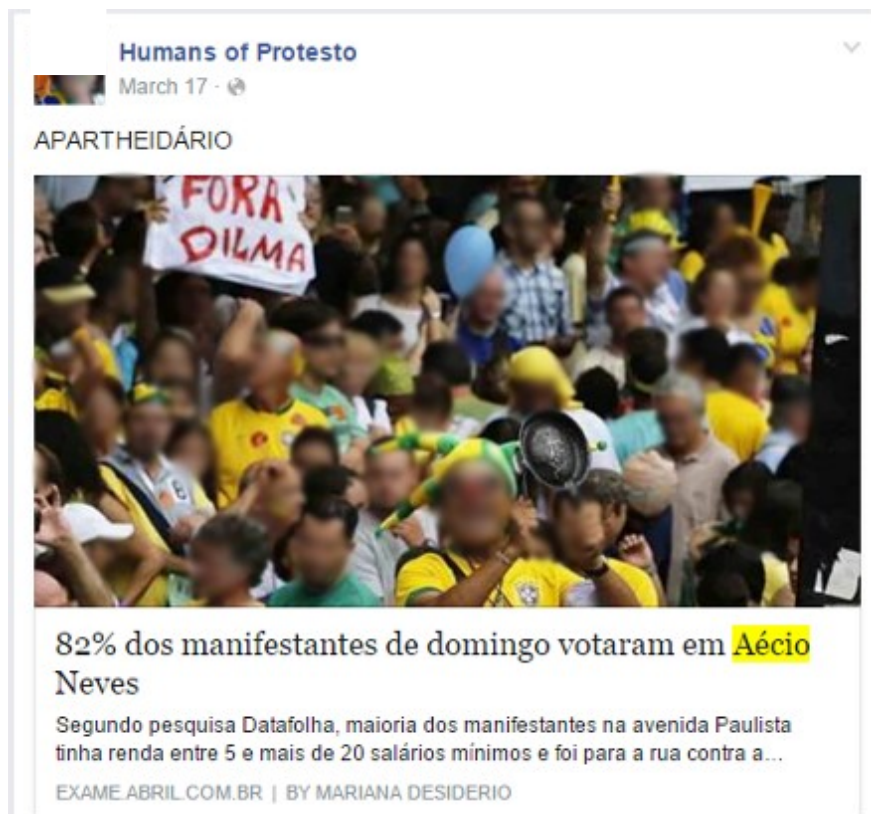 Humans of Protesto
March 17
APARTHEIDÁRIO
FORA
DILMA
82% dos manifestantes de domingo votaram em Aécio
Neves
Segundo pesquisa Datafolha, maioria dos manifestantes na avenida Paulista
tinha renda entre 5 e mais de 20 salários mínimos e foi para a rua contra a...
EXAME.ABRIL.COM.BR | BY MARIANA DESIDERIO